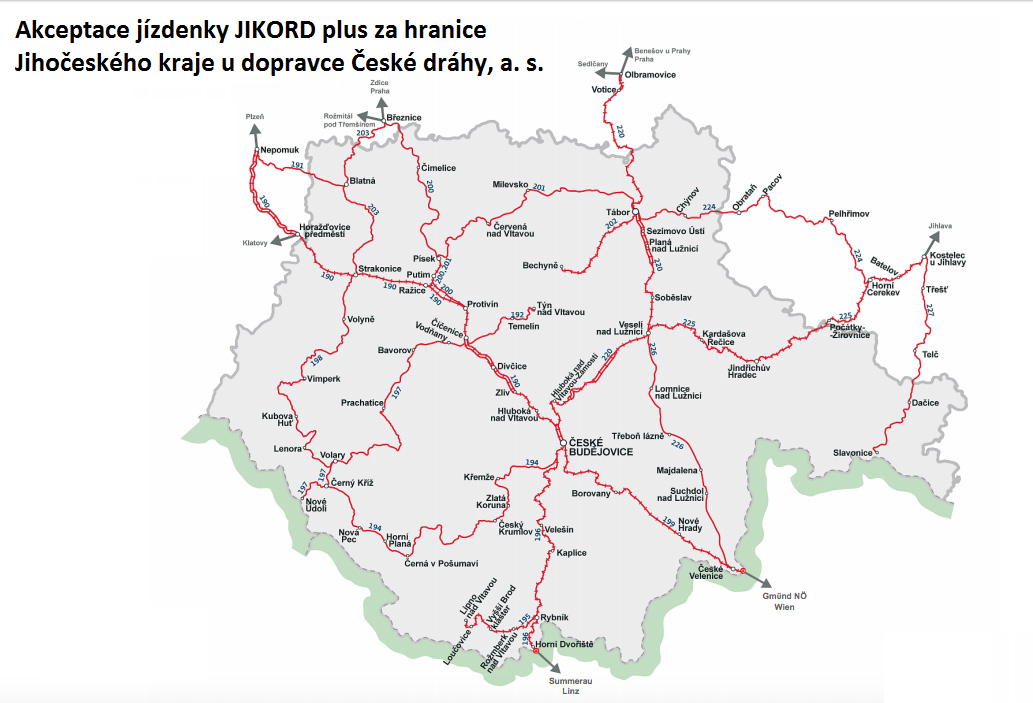 Akceptace jízdenky JIKORD plus za hranice
Jihočeského kraje u dopravce České dráhy, a. s.
Benešov u Prahy
Praha
Sedlčany
Olbramovice
Votice
220
Zdice
Praha
Rožmitál
pod Třemšínem
Březnice
203
Plzeň
Nepomuk
191
Blatná
Čimelice
200
190
203
Milevsko
201
Tábor
Chýnov
224
Obrataň
Pacov
Pelhřimov
224
Jihlava
Horažďovice
předměstí
Klatovy
Červená
nad Vltavou
202
Sezimovo Ústí
Planá
nad Lužnicí
220
Bechyně
Kostelec
u Jihlavy
Batelov
Horní
Cerekev
Třešť
227
Písek
200,201
Putim
Strakonice
190
190
Ražice
200
190
Soběslav
Protivín
Týn
nad Vltavou
192
Temelín
Volyně
Číčenice
Vodňany
Veselí
nad Lužnicí
225
Kardašova
Řečice
225
Počátky
-Žirovnice
Bavorov
198
Jindřichův
Hradec
Telč
226
220
Hluboká nad
Vltavou-Zámostí
Dívčice
190
Zliv
Vimperk
197
Prachatice
Lomnice
nad Lužnicí
Dačice
Hluboká
nad Vltavou
Kubova
Huť
Třeboň lázně
226
ČESKÉ
BUDĚJOVICE
Lenora
Volary
Slavonice
194
Křemže
Majdalena
197
197
Černý Kříž
Borovany
Suchdol
nad Lužnicí
Zlatá
Koruna
Nové
Údolí
Nová
Pec
194
Horní
Planá
Český
Krumlov
196
Velešín
199
Nové
Hrady
Kaplice
Černá v Pošumaví
České
Velenice
Gmünd NÖ
Wien
Lipno
nad Vltavou
Vyšší Brod
klášter
195
Rybník
Loučovice
Rožmberk
nad Vltavou
196
Horní Dvořiště
Summerau
Linz